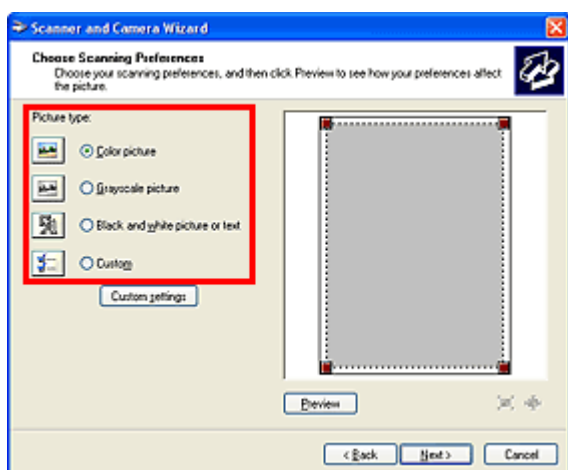 Scanner and Camera Wizard
Choose Scanning Preferences
Choose your scanning preferences, and then click Preview to see how your preferences affect
the picture.
Picture type:
Color picture
Grayscale picture
Black and white picture or text
Custom
Custom settings
Preview
< Back
Next >
Cancel